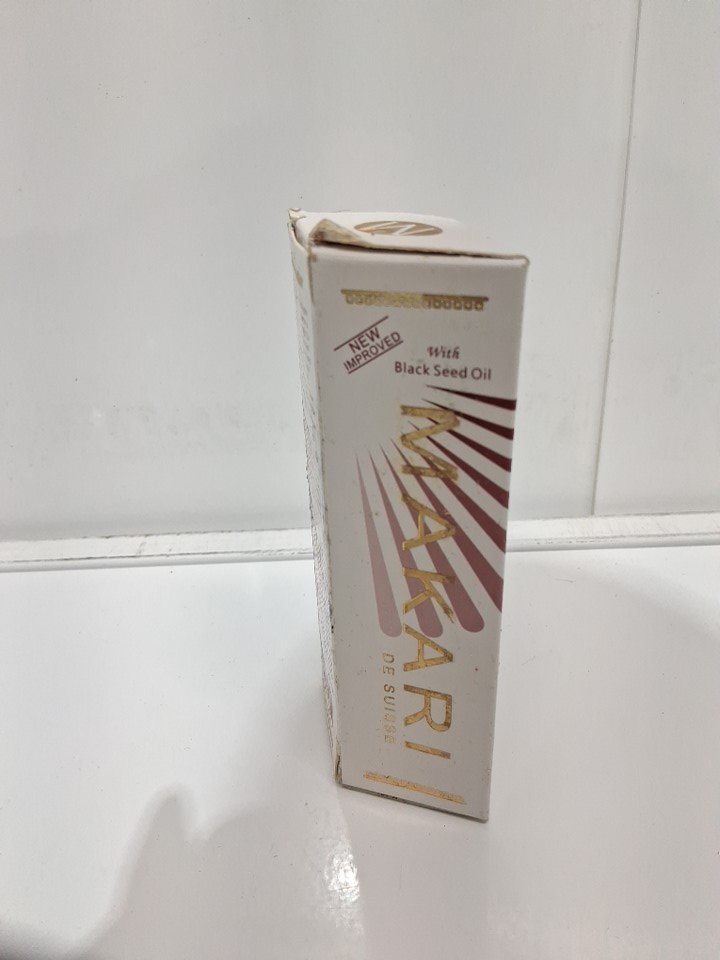 NEW
IMPROVED
With
Black Seed Oil
MAKARI
DE SUISSE